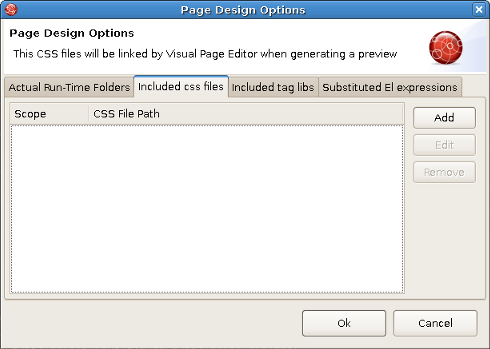 Page Design Options
Page Design Options
This CSS files will be linked by Visual Page Editor when generating a preview
Actual Run-Time Folders Included css files Included tag libs Substituted El expressions
Scope CSS File Path
Add
Edit
Remove
Ok Cancel